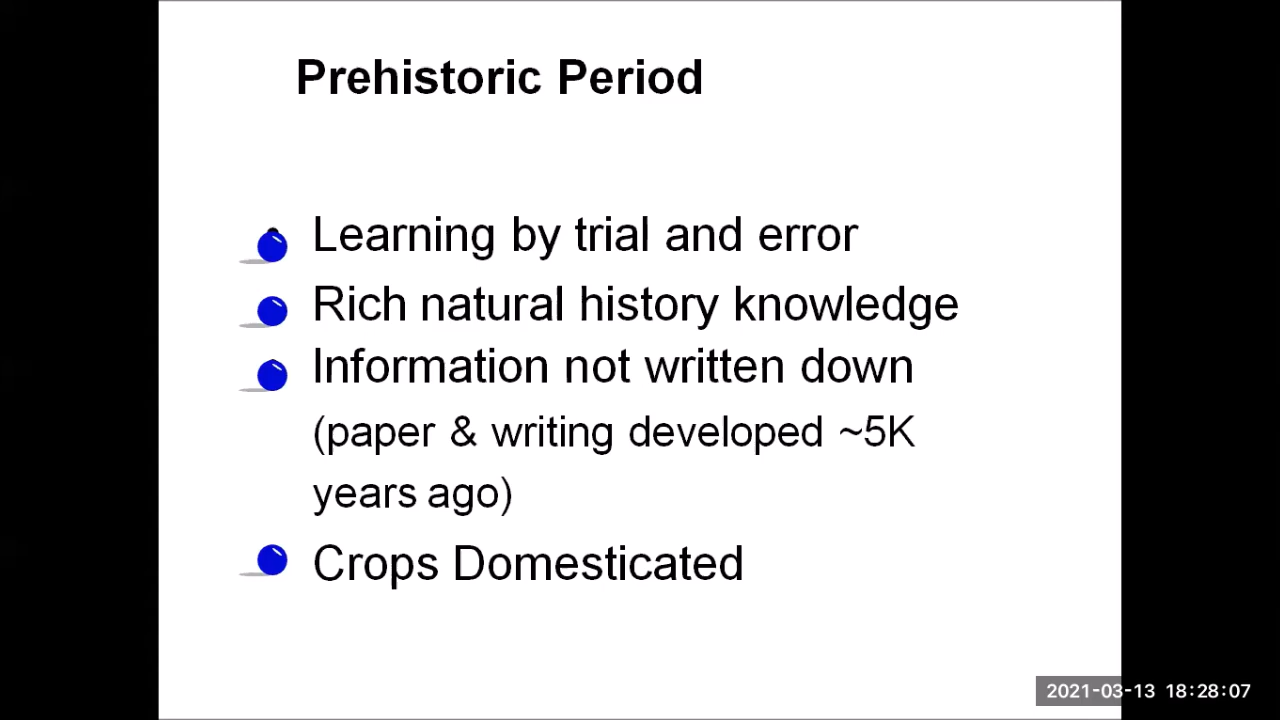 Prehistoric Period
Learning by trial and error
Rich natural history knowledge
Information not written down
(paper & writing developed ~5K
years ago)
Crops Domesticated
2021-03-13 18:28:07